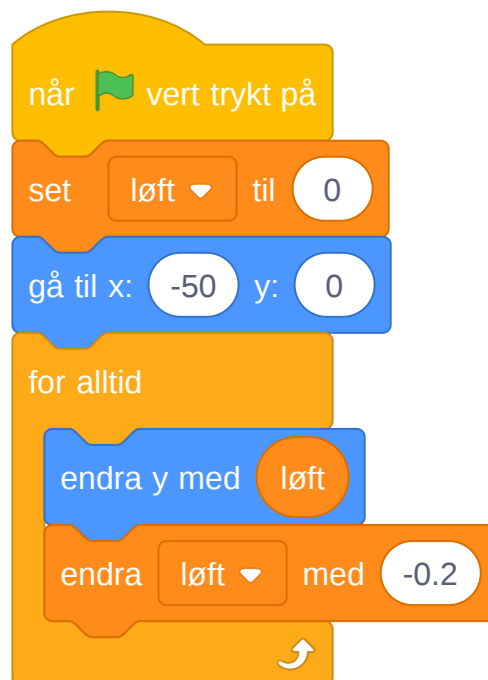 når vert trykt på
set løft til 0
gå til x: -50 y: 0
for alltid
endra y med løft
endra løft med -0.2